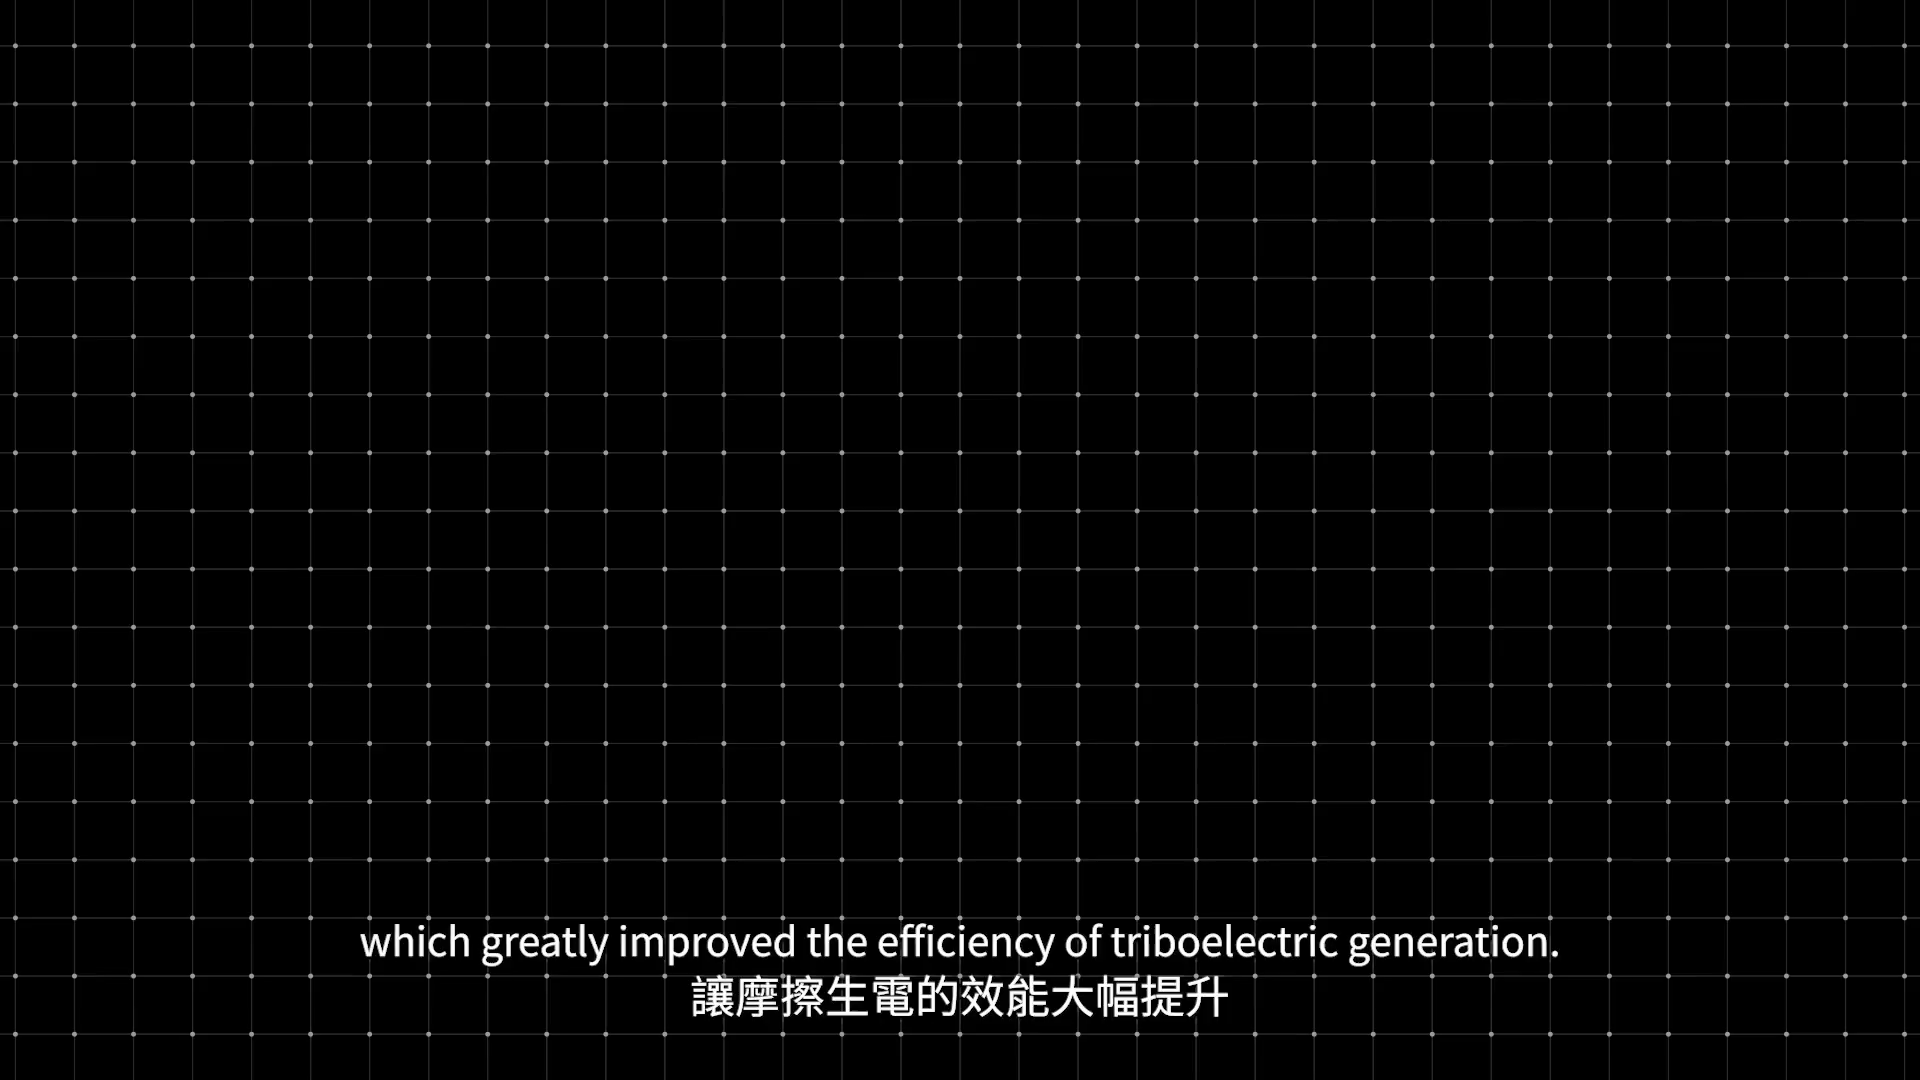 which greatly improved the efficiency of triboelectric generation.
讓摩擦生電的效能大幅提升